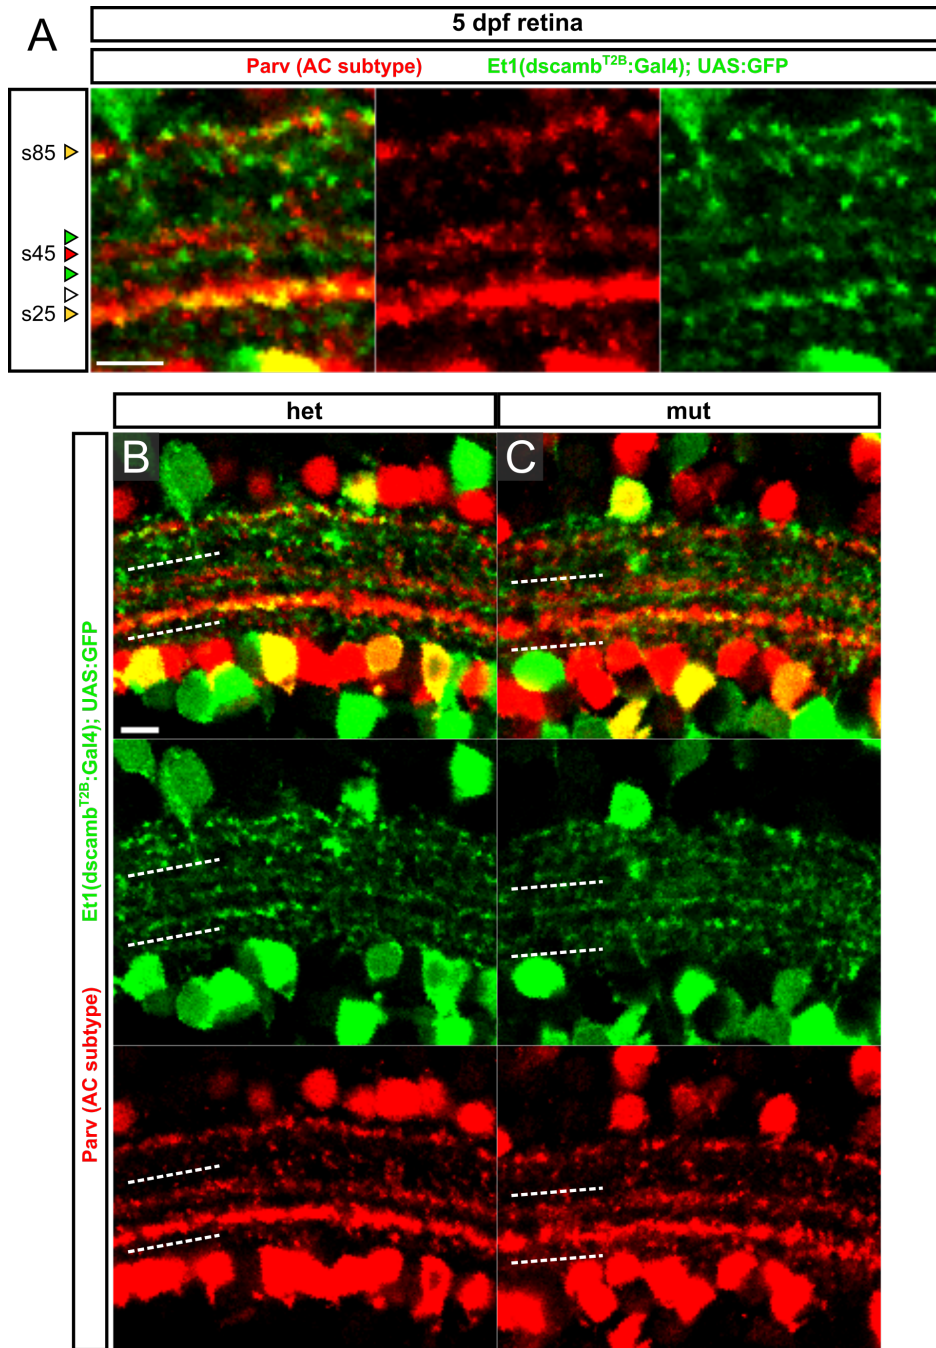 A
5 dpf retina
Parv (AC subtype) Et1(dscamb^T2B:Gal4); UAS:GFP
s85
s45
s25
het mut
B C
Parv (AC subtype) Et1(dscamb^T2B:Gal4); UAS:GFP